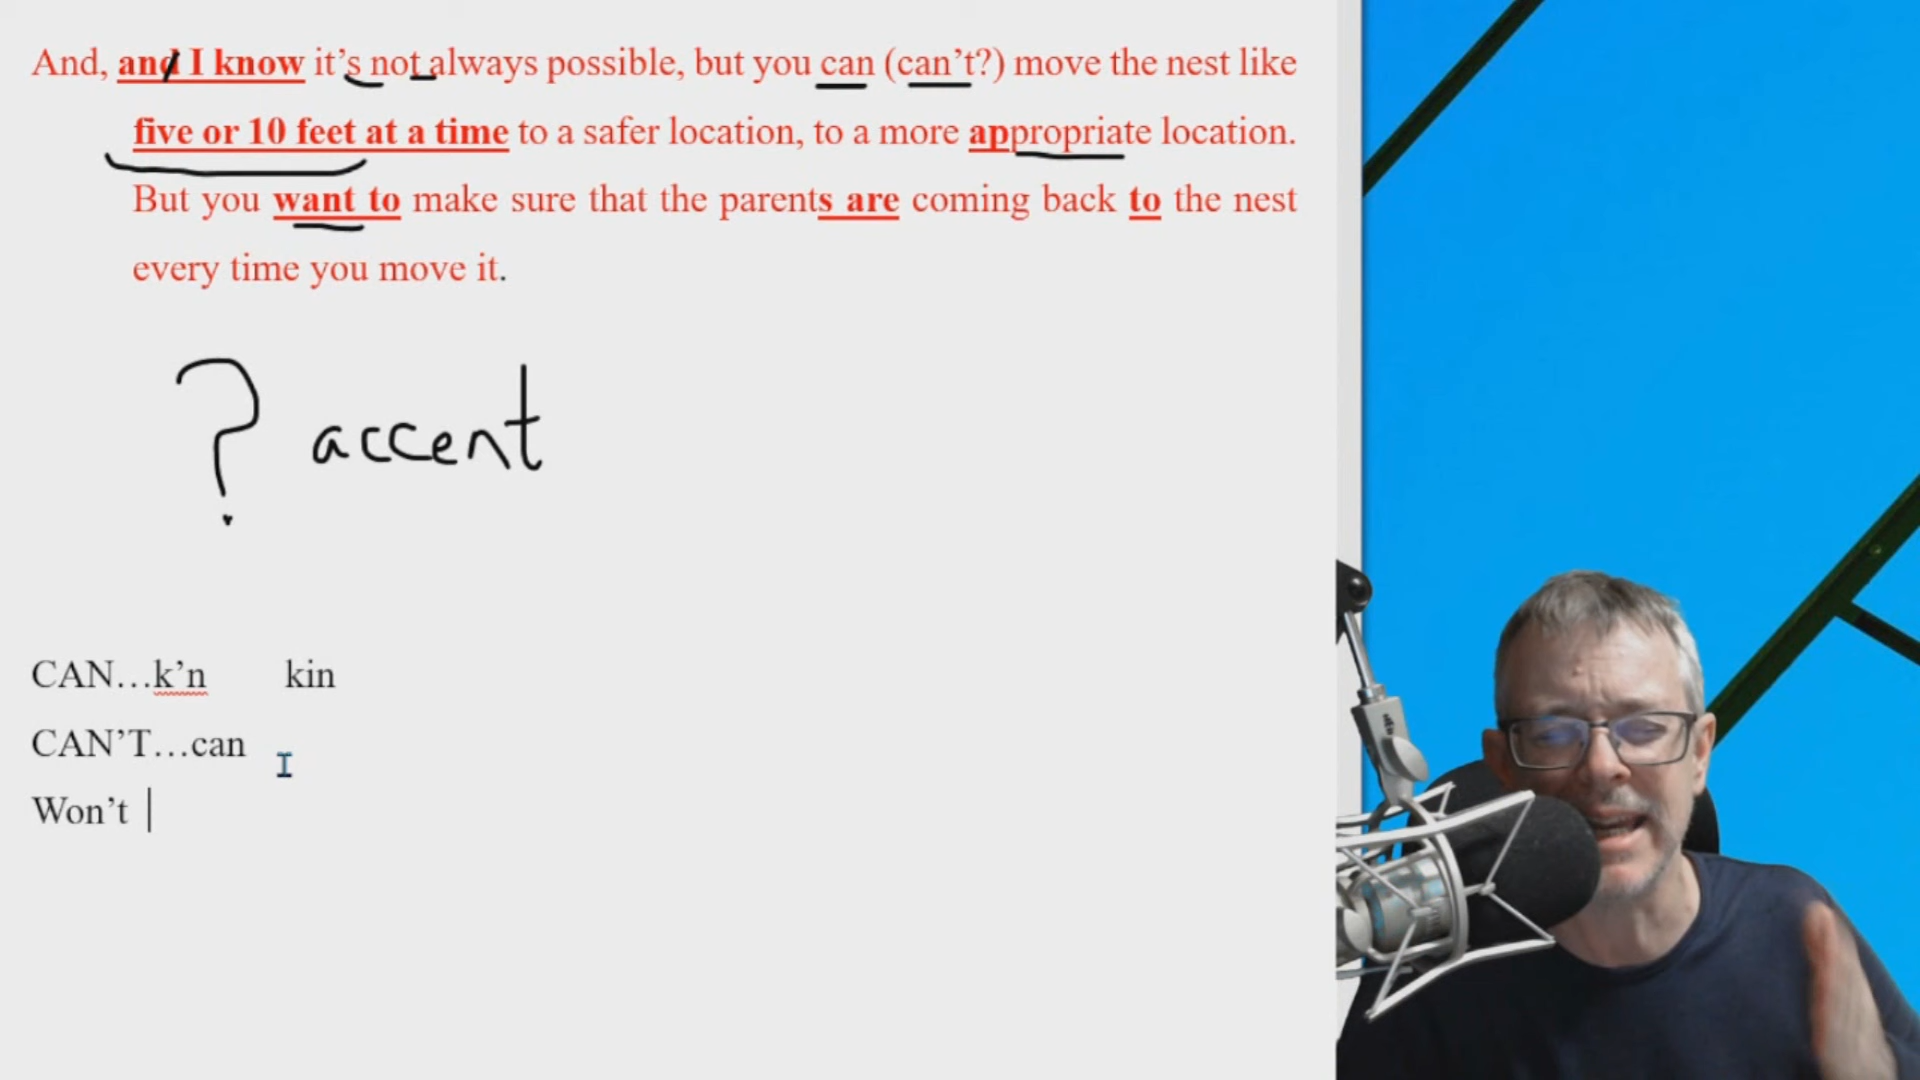 And, and I know it’s not always possible, but you can (can’t?) move the nest like
five or 10 feet at a time to a safer location, to a more appropriate location.
But you want to make sure that the parents are coming back to the nest
every time you move it.
? accent
CAN…k’n kin
CAN’T…can
Won’t